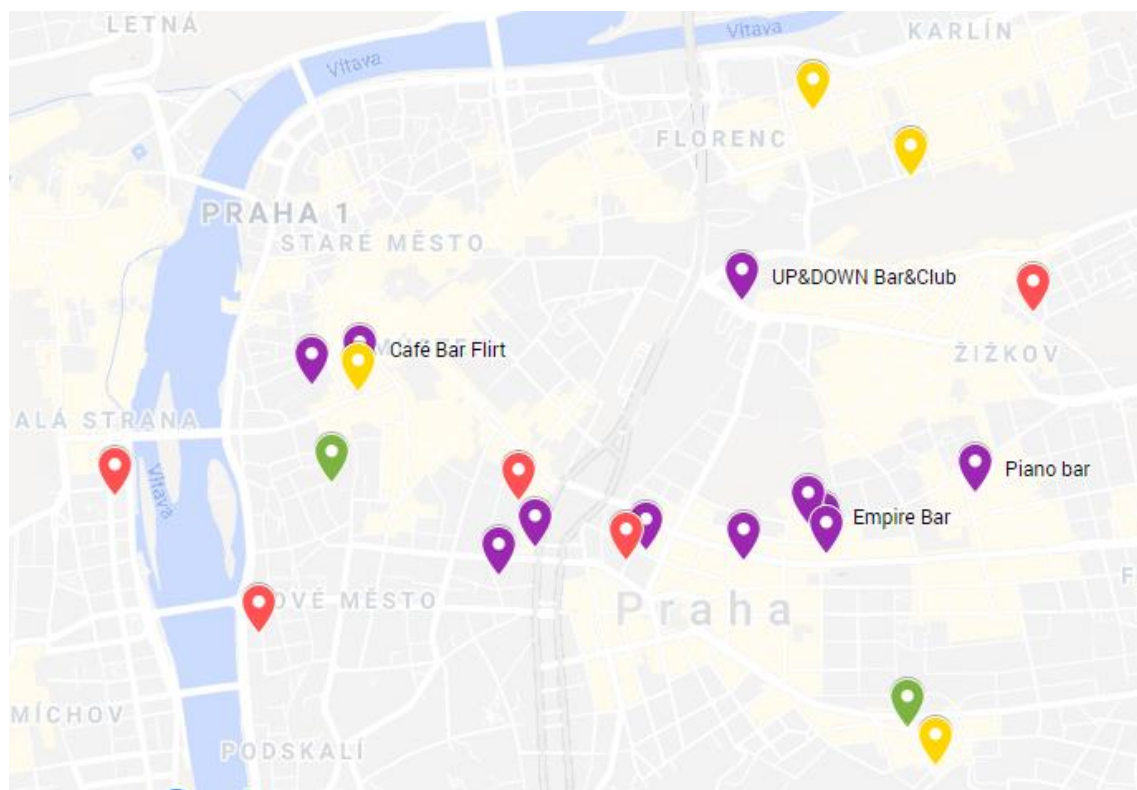 LETNÁ
KARLÍN
Vltava
Vltava
FLORENC
PRAHA 1
STARÉ MĚSTO
UP&DOWN Bar&Club
Café Bar Flirt
ŽIŽKOV
ALÁ STRANA
Vltava
Piano bar
Empire Bar
F
OVÉ MĚSTO
Praha
MÍCHOV
PODSKALÍ